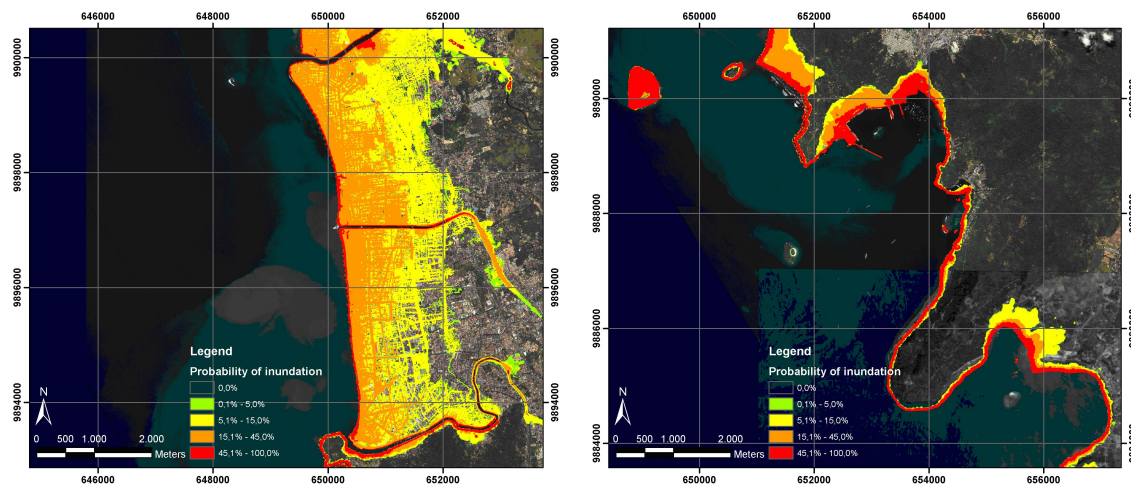 646000 648000 650000 652000
9900000 9900000
9898000 9898000
9896000 9896000
9894000 9894000
Legend
Probability of inundation
0,0%
0,1% - 5,0%
5,1% - 15,0%
15,1% - 45,0%
45,1% - 100,0%
N
0 500 1.000 2.000
Meters
646000 648000 650000 652000
650000 652000 654000 656000
9890000
9888000
9886000
9884000
Legend
Probability of inundation
0,0%
0,1% - 5,0%
5,1% - 15,0%
15,1% - 45,0%
45,1% - 100,0%
N
0 500 1.000 2.000
Meters
650000 652000 654000 656000